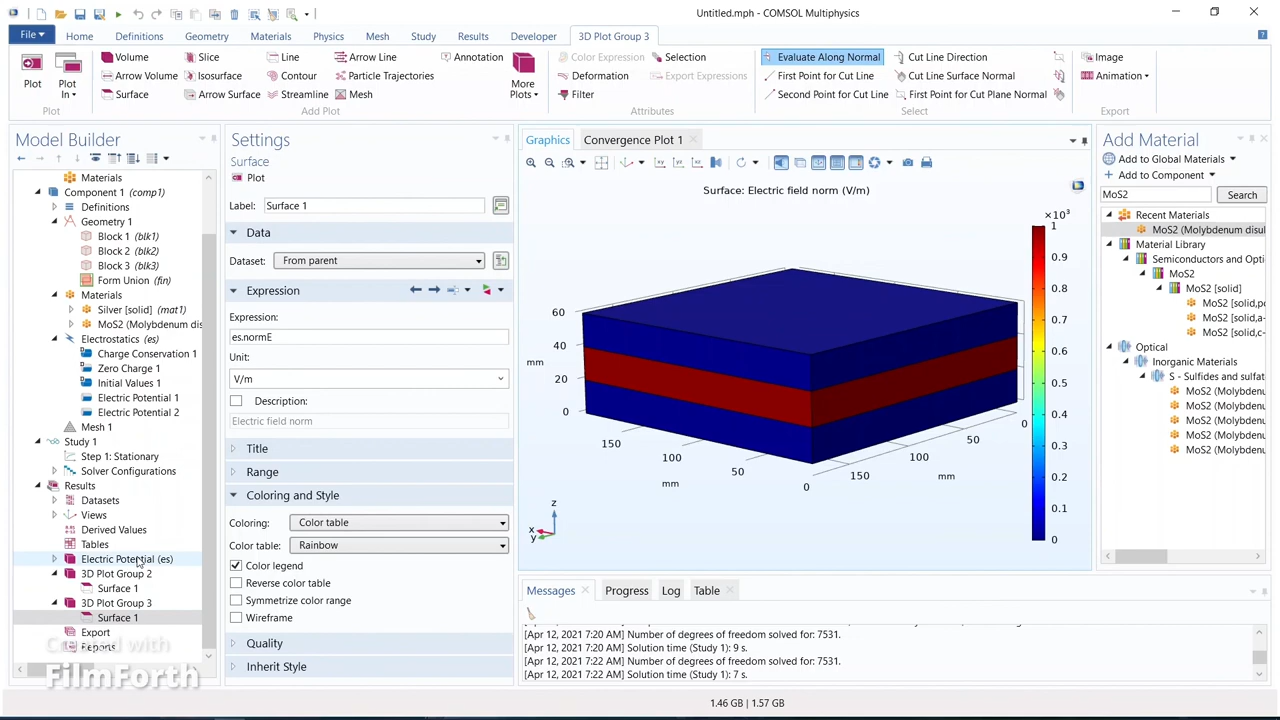 Untitled.mph - COMSOL Multiphysics
File
Home
Definitions
Geometry
Materials
Physics
Mesh
Study
Results
Developer
3D Plot Group 3
Plot
Plot In
Volume
Arrow Volume
Surface
Slice
Isosurface
Arrow Surface
Line
Contour
Streamline
Arrow Line
Particle Trajectories
Mesh
Annotation
More Plots
Color Expression
Deformation
Filter
Selection
Export Expressions
Evaluate Along Normal
First Point for Cut Line
Second Point for Cut Line
Cut Line Direction
Cut Line Surface Normal
First Point for Cut Plane Normal
Image
Animation
Plot
Add Plot
Attributes
Select
Export
Model Builder
Materials
Component 1 (comp1)
Definitions
Geometry 1
Block 1 (blk1)
Block 2 (blk2)
Block 3 (blk3)
Form Union (fin)
Materials
Silver [solid] (mat1)
MoS2 (Molybdenum dis
Electrostatics (es)
Charge Conservation 1
Zero Charge 1
Initial Values 1
Electric Potential 1
Electric Potential 2
Mesh 1
Study 1
Step 1: Stationary
Solver Configurations
Results
Datasets
Views
Derived Values
Tables
Electric Potential (es)
3D Plot Group 2
Surface 1
3D Plot Group 3
Surface 1
Export
Reports
Created with
FilmForth
Settings
Surface
Plot
Label: Surface 1
Data
Dataset: From parent
Expression
Expression:
es.normE
Unit:
V/m
Description:
Electric field norm
Title
Range
Coloring and Style
Coloring: Color table
Color table: Rainbow
Color legend
Reverse color table
Symmetrize color range
Wireframe
Quality
Inherit Style
Graphics
Convergence Plot 1
Surface: Electric field norm (V/m)
×10³
1
0.9
0.8
0.7
0.6
0.5
0.4
0.3
0.2
0.1
0
60
40
20
0
mm
150
100
50
0
mm
150
100
50
0
mm
z
x
y
Messages
Progress
Log
Table
[Apr 12, 2021 7:20 AM] Number of degrees of freedom solved for: 7531.
[Apr 12, 2021 7:20 AM] Solution time (Study 1): 9 s.
[Apr 12, 2021 7:22 AM] Number of degrees of freedom solved for: 7531.
[Apr 12, 2021 7:22 AM] Solution time (Study 1): 7 s.
Add Material
Add to Global Materials
Add to Component
MoS2
Search
Recent Materials
MoS2 (Molybdenum disul
Material Library
Semiconductors and Opti
MoS2
MoS2 [solid]
MoS2 [solid,po
MoS2 [solid,a-
MoS2 [solid,c-
Optical
Inorganic Materials
S - Sulfides and sulfat
MoS2 (Molybdenu
MoS2 (Molybdenu
MoS2 (Molybdenu
MoS2 (Molybdenu
MoS2 (Molybdenu
1.46 GB | 1.57 GB